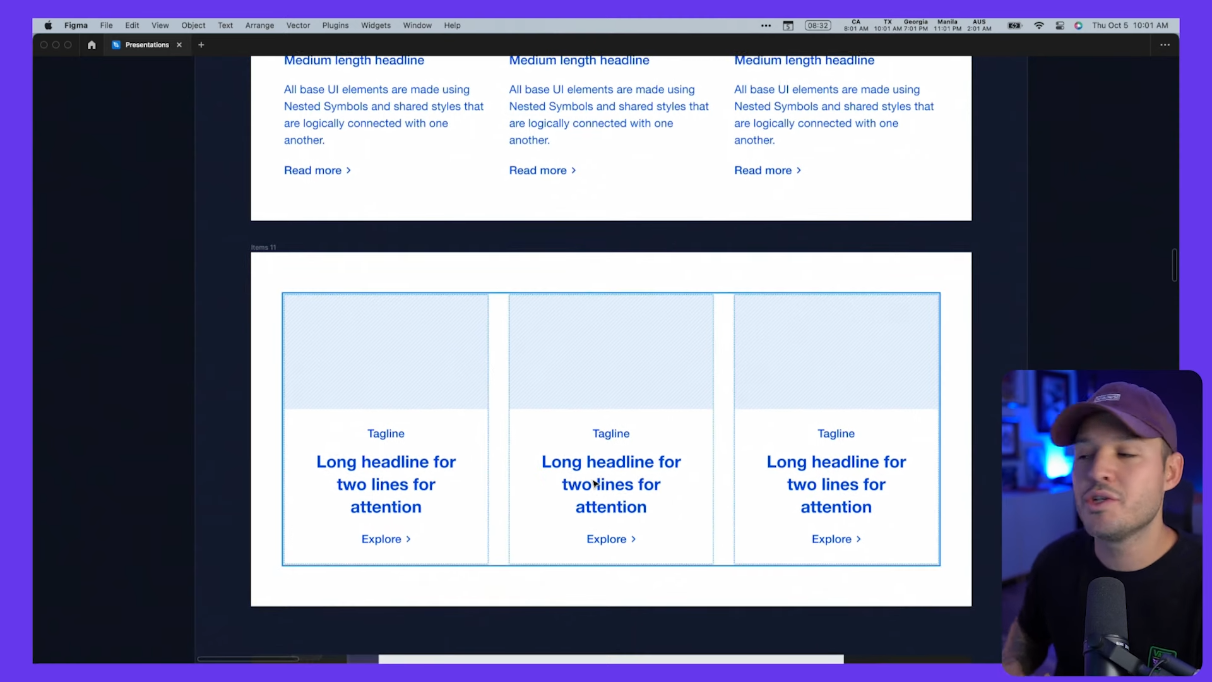 Figma File Edit View Object Text Arrange Vector Plugins Widgets Window Help
••• 5 08:32 CA 8:01 AM TX 10:01 AM Georgia 7:01 PM Manila 11:01 PM AUS 2:01 AM Thu Oct 5 10:01 AM
Presentations × + •••
Medium length headline Medium length headline Medium length headline
All base UI elements are made using All base UI elements are made using All base UI elements are made using
Nested Symbols and shared styles that Nested Symbols and shared styles that Nested Symbols and shared styles that
are logically connected with one are logically connected with one are logically connected with one
another. another. another.
Read more > Read more > Read more >
Items 11
Tagline Tagline Tagline
Long headline for Long headline for Long headline for
two lines for two lines for two lines for
attention attention attention
Explore > Explore > Explore >